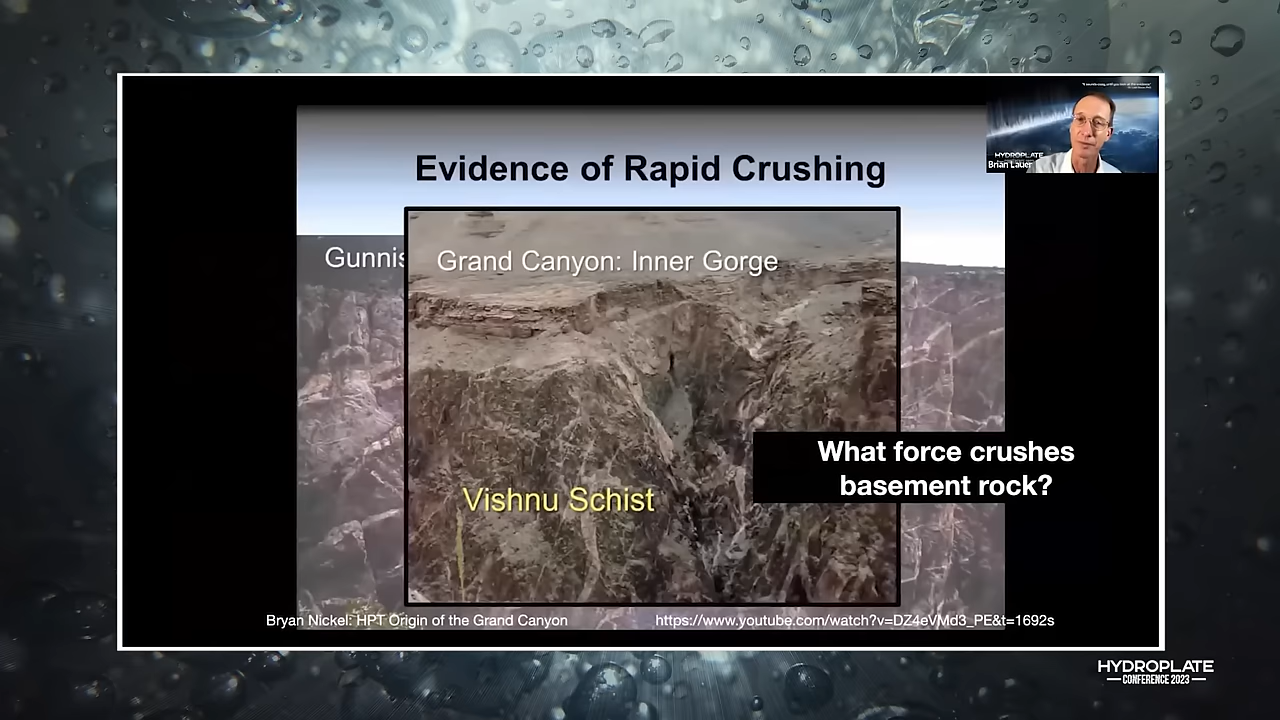 Evidence of Rapid Crushing
HYDROPLATE
Brian Lauer
Gunnis
Grand Canyon: Inner Gorge
What force crushes
basement rock?
Vishnu Schist
Bryan Nickel: HPT Origin of the Grand Canyon
https://www.youtube.com/watch?v=DZ4eVMd3_PE&t=1692s
HYDROPLATE
CONFERENCE 2023